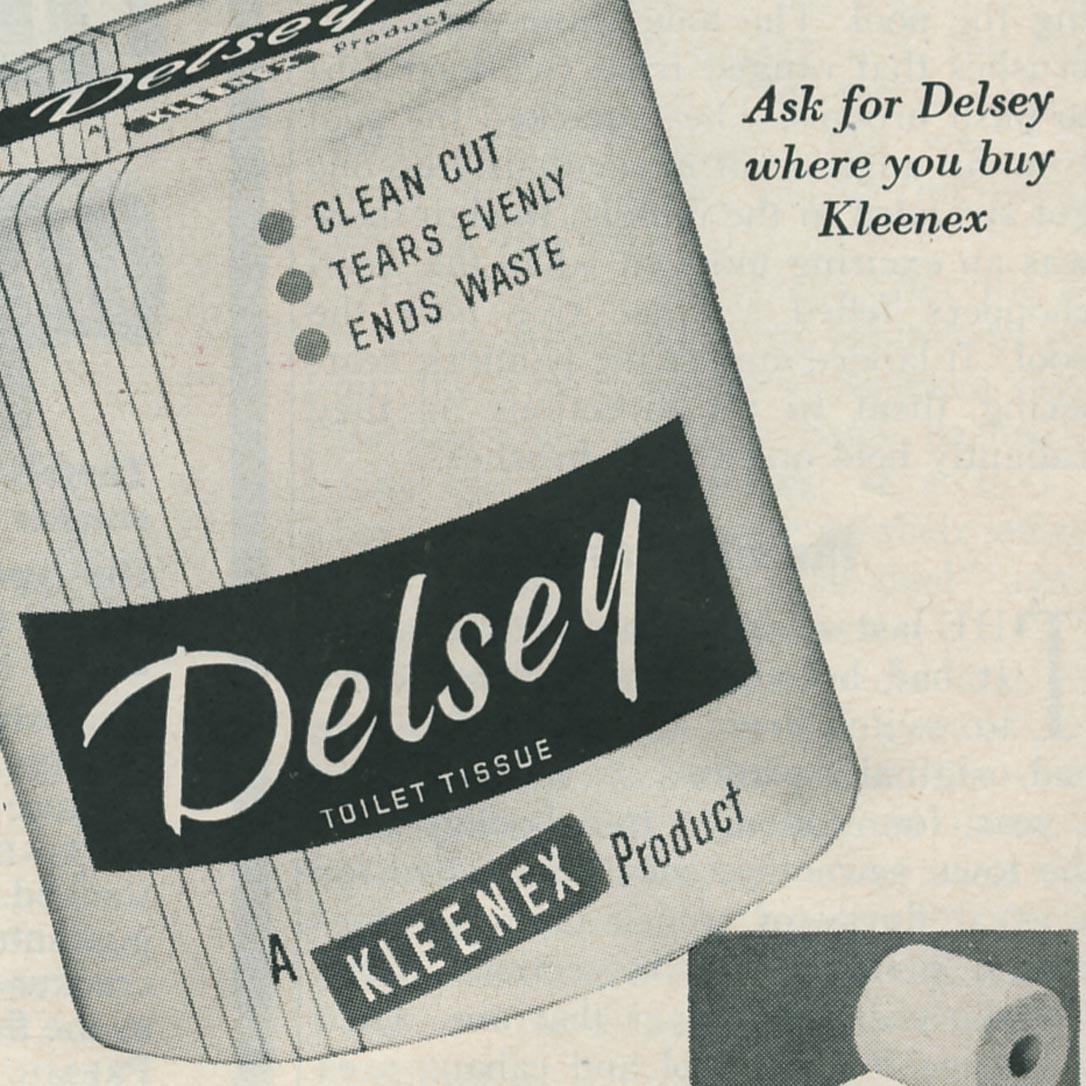 Delsey
A KLEENEX Product
Ask for Delsey
where you buy
Kleenex
CLEAN CUT
TEARS EVENLY
ENDS WASTE
Delsey
TOILET TISSUE
A KLEENEX Product